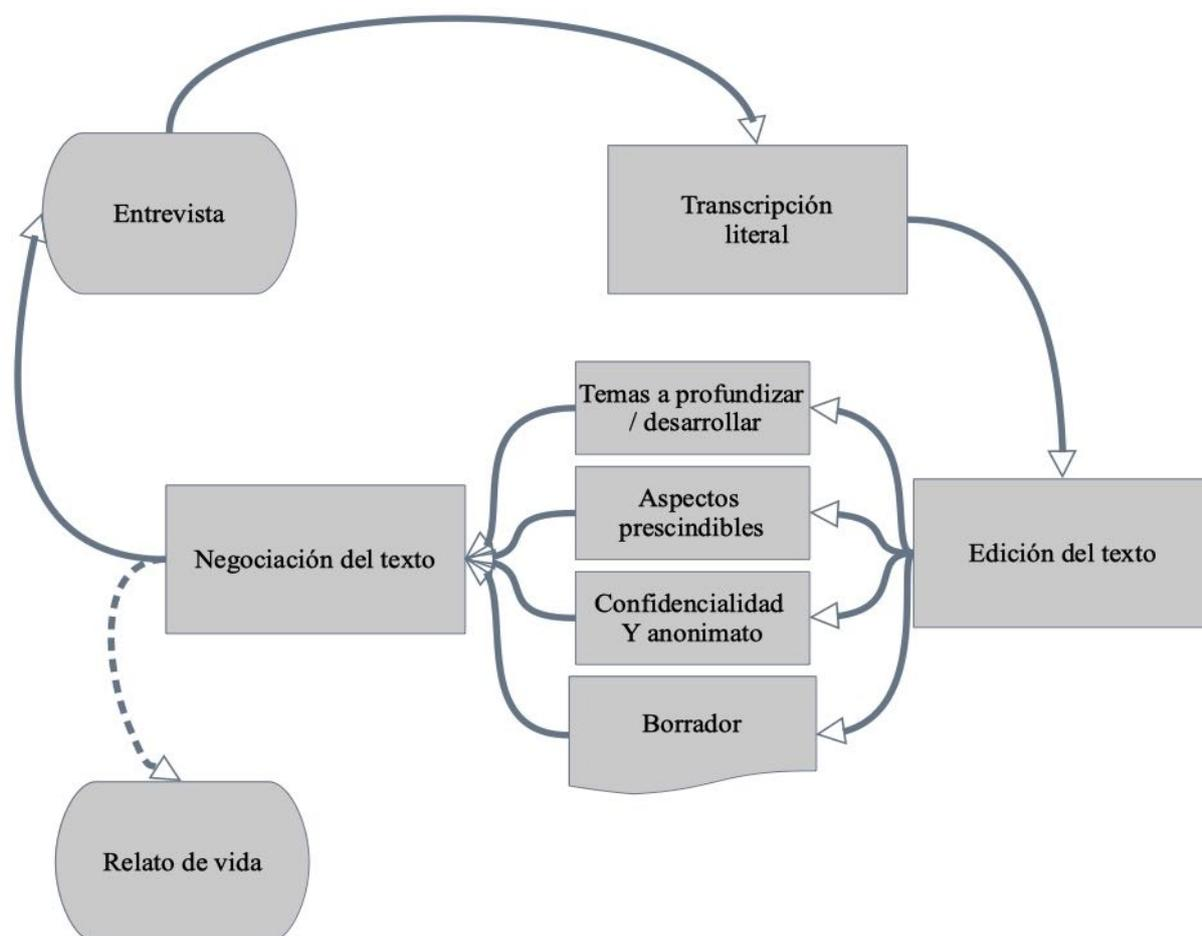 Entrevista
Transcripción
literal
Temas a profundizar
/ desarrollar
Aspectos
prescindibles
Negociación del texto
Edición del texto
Confidencialidad
Y anonimato
Borrador
Relato de vida